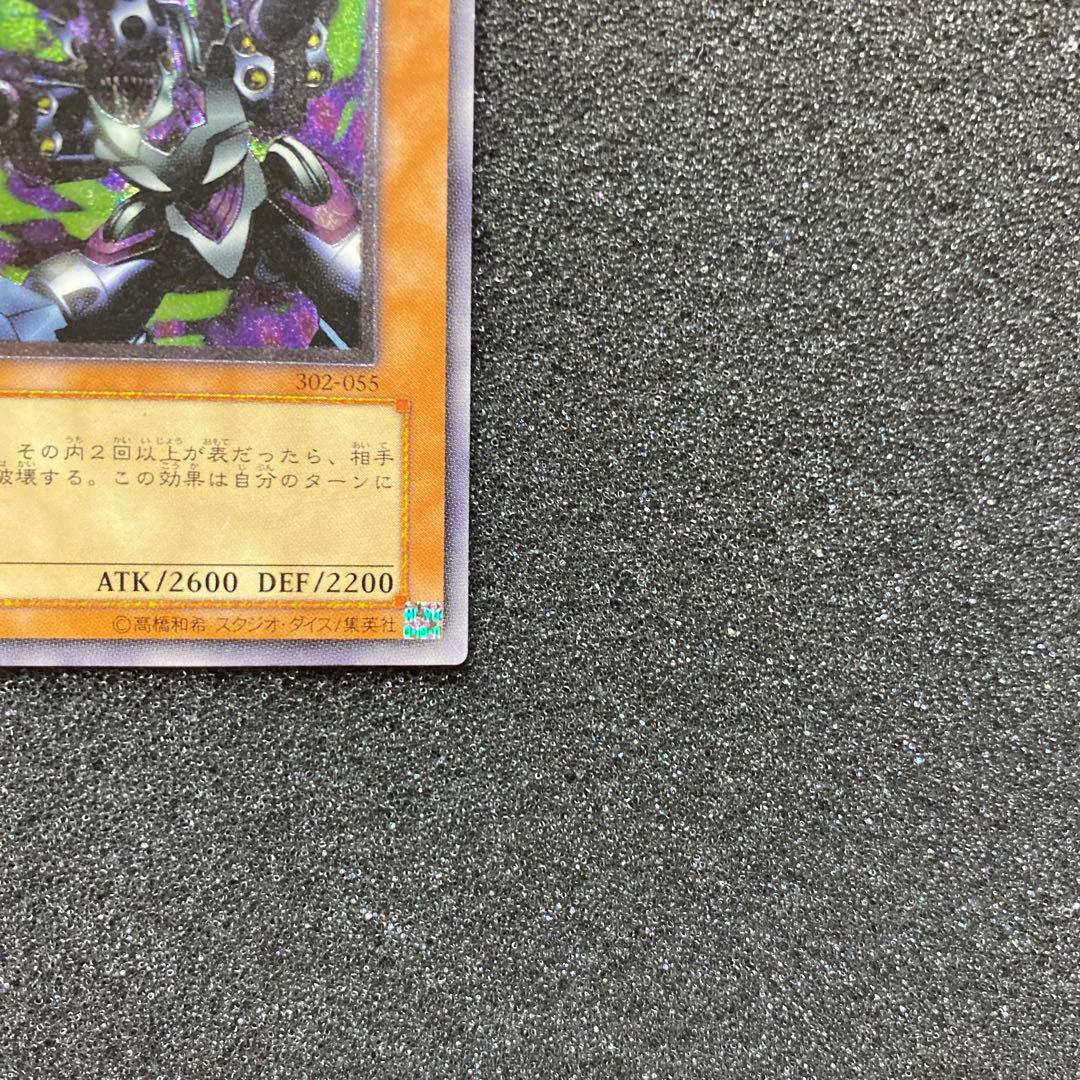 302-055
その内2回以上が表だったら、相手
破壊する。この効果は自分のターンに
ATK/2600 DEF/2200
©高橋和希 スタジオ・ダイス/集英社